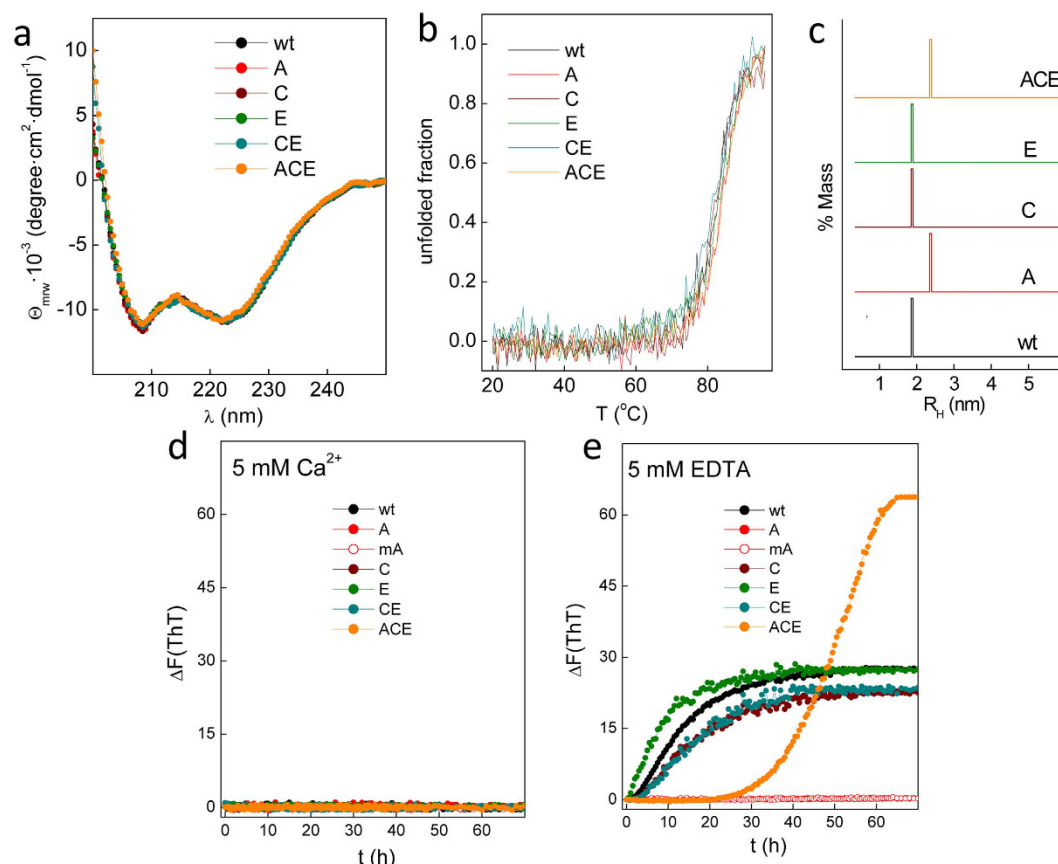 a
10
5
0
-5
-10
Θmrw·10⁻³ (degree·cm²·dmol⁻¹)
wt
A
C
E
CE
ACE
210
220
230
240
λ (nm)
b
1.0
0.8
0.6
0.4
0.2
0.0
unfolded fraction
wt
A
C
E
CE
ACE
20
40
60
80
T (°C)
c
% Mass
ACE
E
C
A
wt
1
2
3
4
5
RH (nm)
d
5 mM Ca²⁺
60
45
30
15
0
ΔF(ThT)
wt
A
mA
C
E
CE
ACE
0
10
20
30
40
50
60
t (h)
e
5 mM EDTA
60
45
30
15
0
ΔF(ThT)
wt
A
mA
C
E
CE
ACE
0
10
20
30
40
50
60
t (h)